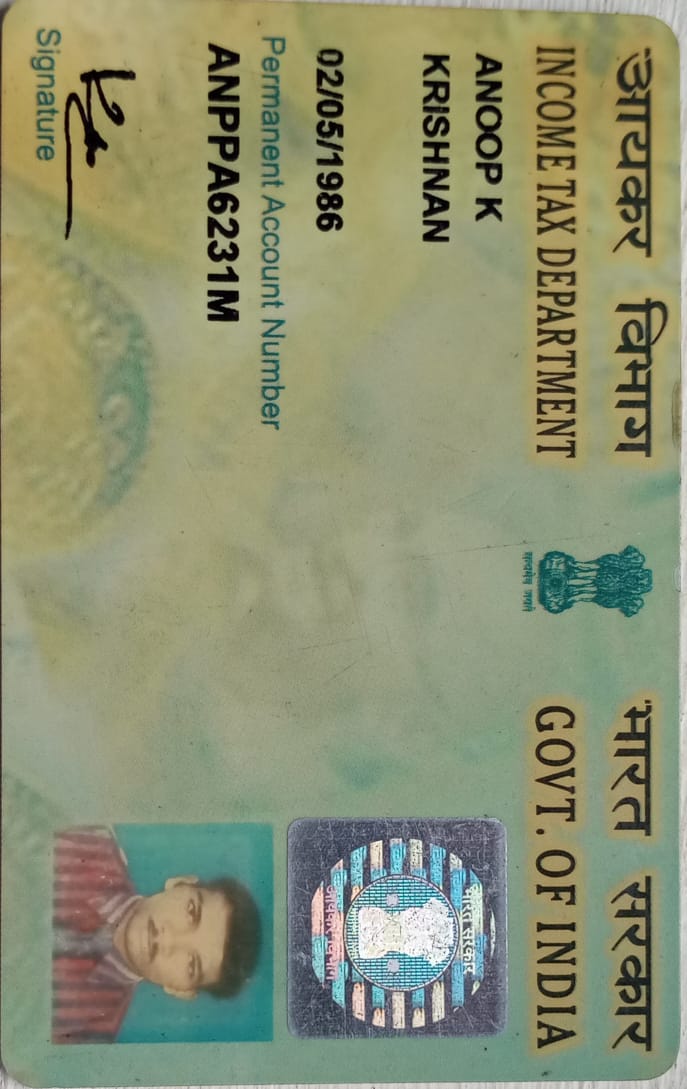 आयकर विभाग
भारत सरकार
INCOME TAX DEPARTMENT
GOVT. OF INDIA
सत्यमेव जयते
ANOOP K
KRISHNAN
भारत सरकार
आयकर विभाग
02/05/1986
Permanent Account Number
ANPPA6231M
Signature